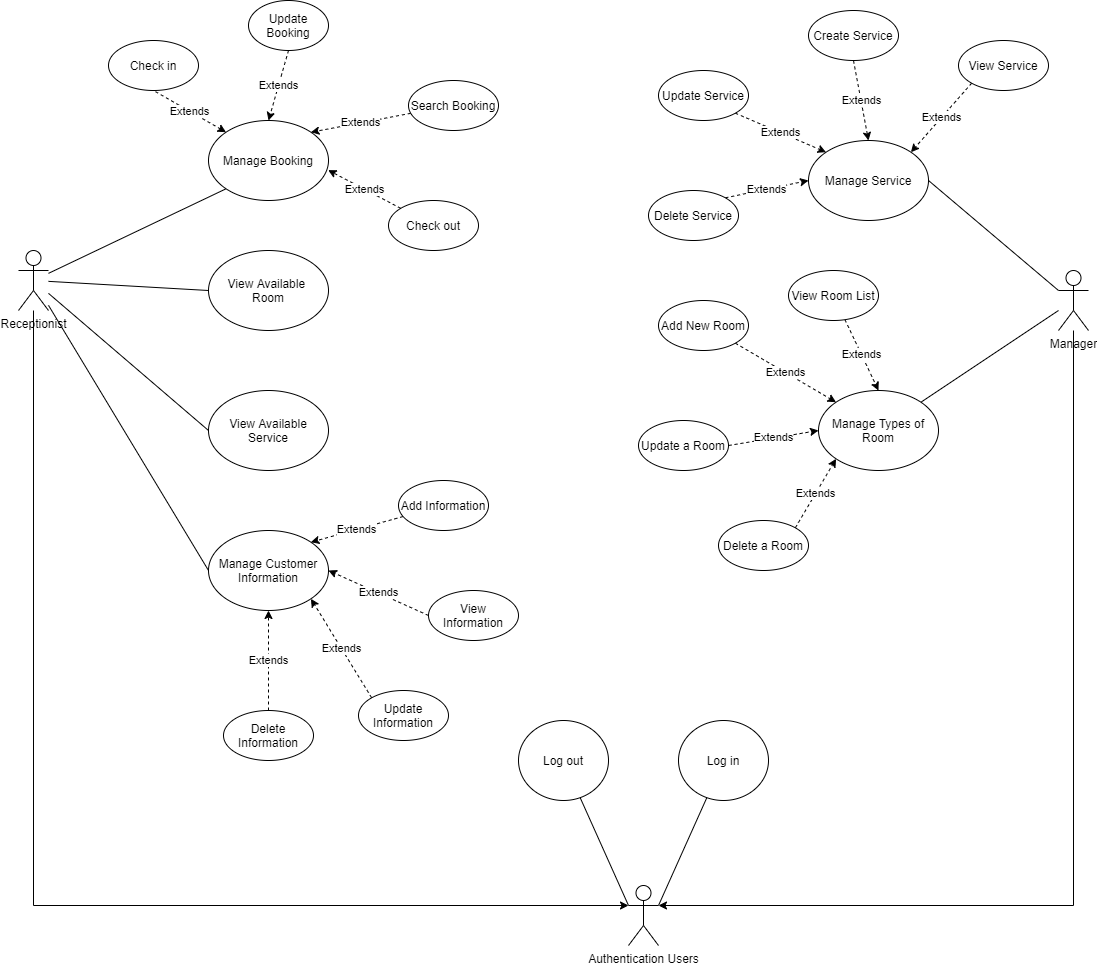 Update
Booking
Create Service
Check in
View Service
Extends
Update Service
Search Booking
Extends
Extends
Extends
Extends
Extends
Extends
Manage Booking
Manage Service
Extends
Extends
Delete Service
Check out
View Available
Room
View Room List
Receptionist
Add New Room
Manager
Extends
Extends
View Available
Service
Manage Types of
Room
Extends
Update a Room
Extends
Add Information
Extends
Delete a Room
Manage Customer
Information
Extends
View
Information
Extends
Extends
Update
Information
Delete
Information
Log out
Log in
Authentication Users